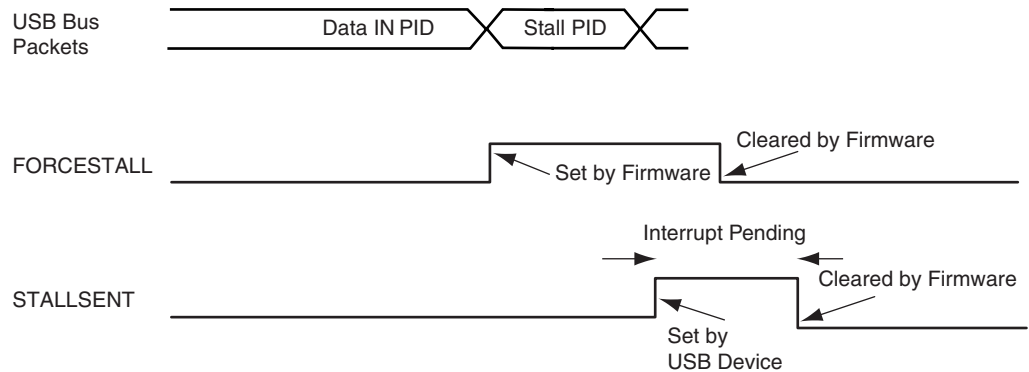 USB Bus
Packets
Data IN PID
Stall PID
FORCESTALL
Set by Firmware
Cleared by Firmware
Interrupt Pending
STALLSENT
Cleared by Firmware
Set by
USB Device